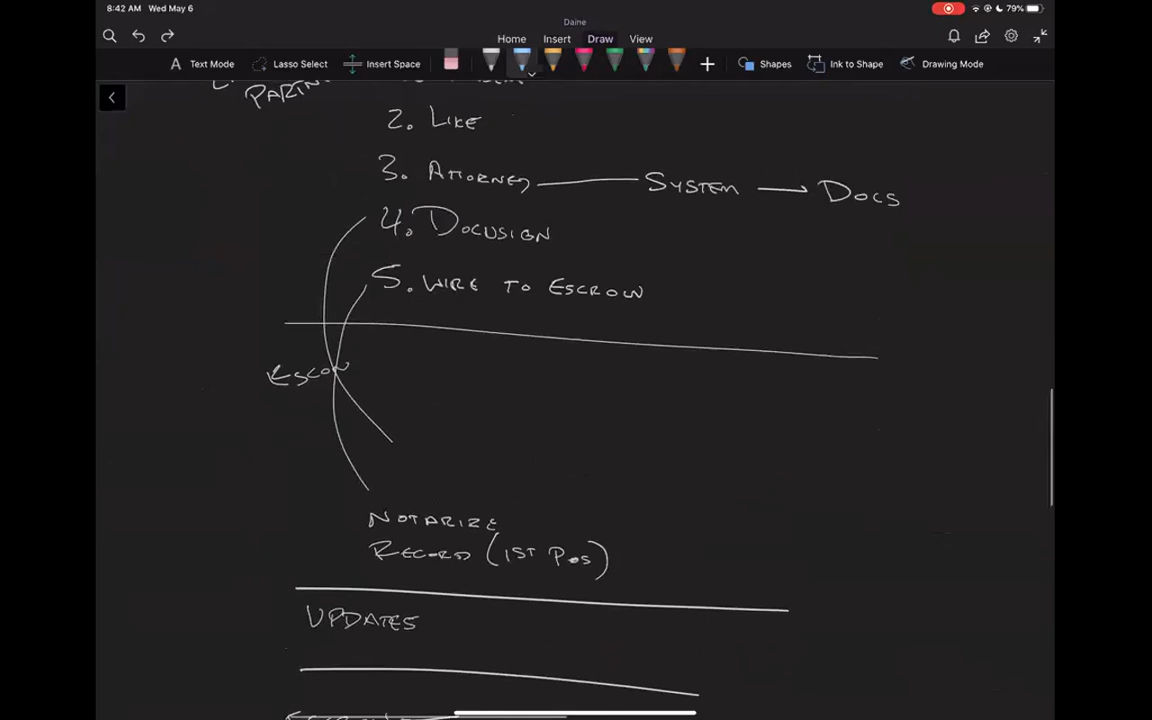 8:42 AM Wed May 6
79%
Daine
Home Insert Draw View
Text Mode Lasso Select Insert Space Shapes Ink to Shape Drawing Mode
2. LIKE
3. ATTORNEY — SYSTEM → DOCS
4. DOCUSIGN
5. WIRE TO ESCROW
ESCOW
NOTARIZE
RECORD (1ST POS)
UPDATES